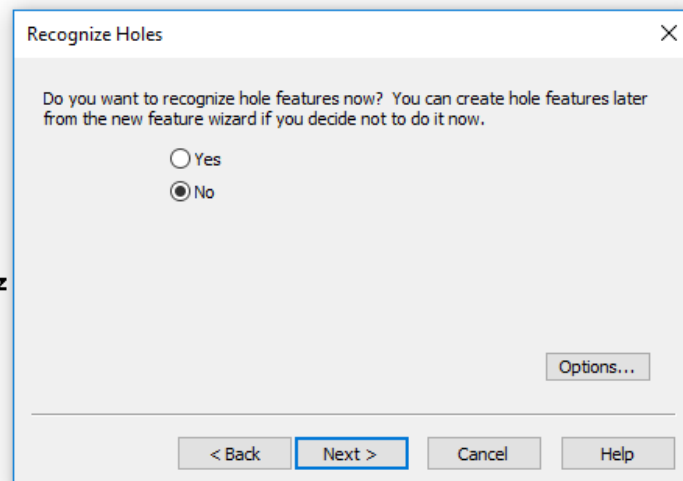 Recognize Holes
Do you want to recognize hole features now?  You can create hole features later
from the new feature wizard if you decide not to do it now.
Yes
No
z
Options...
< Back
Next >
Cancel
Help